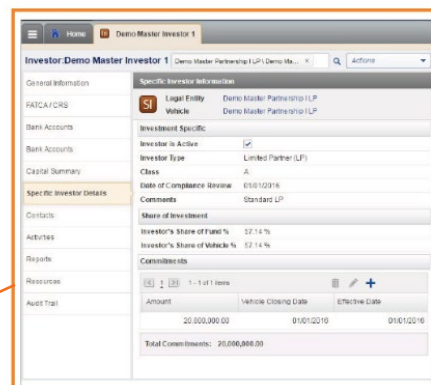 Home
Demo Master Investor 1
Investor:Demo Master Investor 1
Demo Master Partnership I LP \ Demo Ma... ×
Actions
General Information
FATCA / CRS
Bank Accounts
Bank Accounts
Capital Summary
Specific Investor Details
Contacts
Activities
Reports
Resources
Audit Trail
Specific Investor Information
SI
Legal Entity Demo Master Partnership I LP
Vehicle Demo Master Partnership I LP
Investment Specific
Investor is Active
Investor Type Limited Partner (LP)
Class A
Date of Compliance Review 01/01/2016
Comments Standard LP
Share of Investment
Investor's Share of Fund % 57.14 %
Investor's Share of Vehicle % 57.14 %
Commitments
1 1 - 1 of 1 items
Amount Vehicle Closing Date Effective Date
20,000,000.00 01/01/2016 01/01/2016
Total Commitments: 20,000,000.00